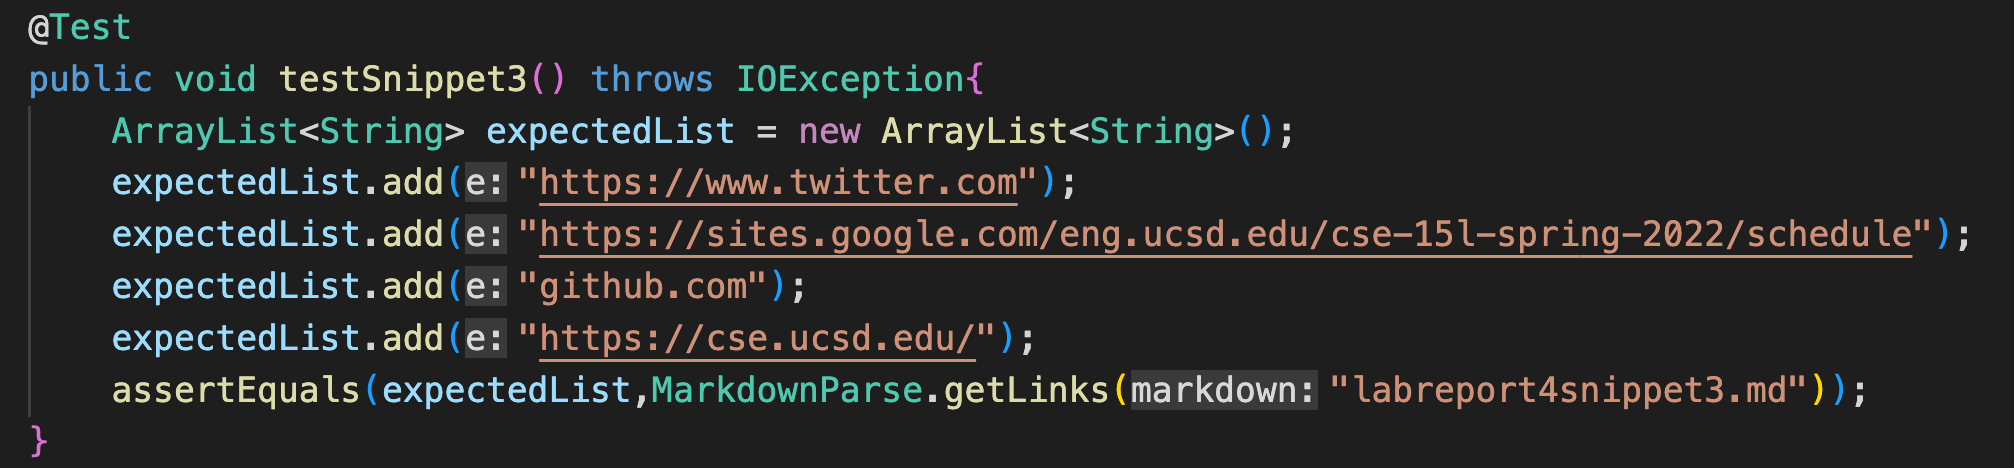 @Test
public void testSnippet3() throws IOException{
ArrayList<String> expectedList = new ArrayList<String>();
expectedList.add(e: "https://www.twitter.com");
expectedList.add(e: "https://sites.google.com/eng.ucsd.edu/cse-15l-spring-2022/schedule");
expectedList.add(e: "github.com");
expectedList.add(e: "https://cse.ucsd.edu/");
assertEquals(expectedList,MarkdownParse.getLinks(markdown: "labreport4snippet3.md"));
}